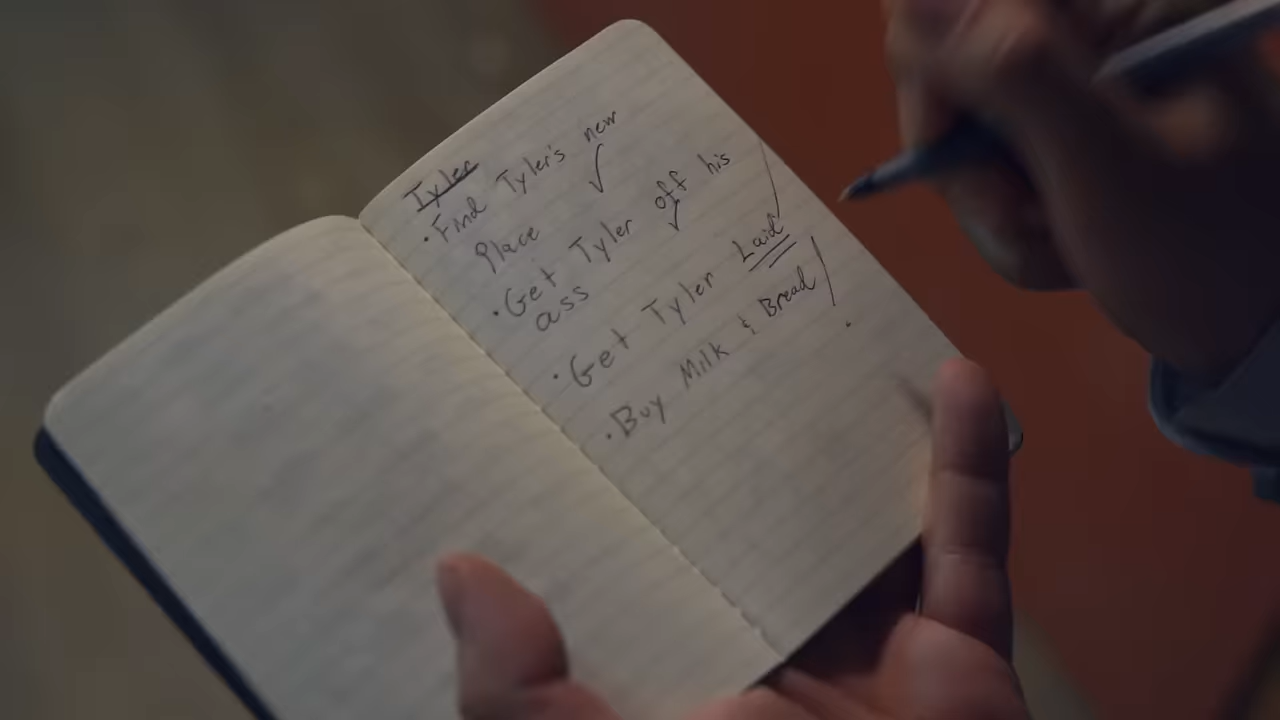 Tyler
· Find Tyler's new
place ✓
· Get Tyler off his
ass ✓
· Get Tyler Laid
· Buy Milk & Bread